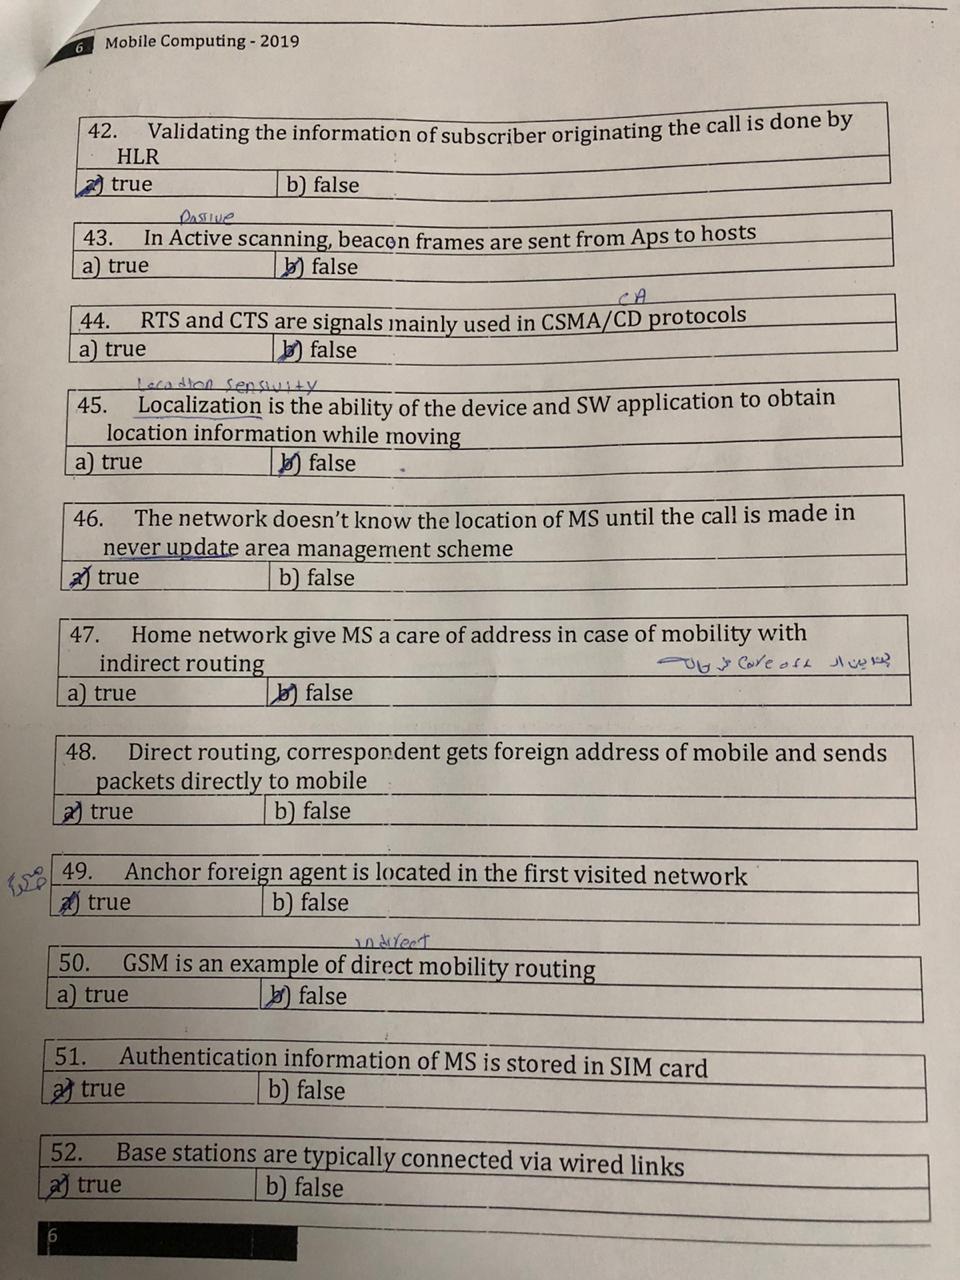 6 Mobile Computing - 2019
42. Validating the information of subscriber originating the call is done by
HLR
a) true b) false
Passive
43. In Active scanning, beacon frames are sent from Aps to hosts
a) true b) false
CA
44. RTS and CTS are signals mainly used in CSMA/CD protocols
a) true b) false
Location sensivity
45. Localization is the ability of the device and SW application to obtain
location information while moving
a) true b) false
46. The network doesn't know the location of MS until the call is made in
never update area management scheme
a) true b) false
47. Home network give MS a care of address in case of mobility with
indirect routing
care of
a) true b) false
48. Direct routing, correspondent gets foreign address of mobile and sends
packets directly to mobile
a) true b) false
49. Anchor foreign agent is located in the first visited network
a) true b) false
indirect
50. GSM is an example of direct mobility routing
a) true b) false
51. Authentication information of MS is stored in SIM card
a) true b) false
52. Base stations are typically connected via wired links
a) true b) false
6